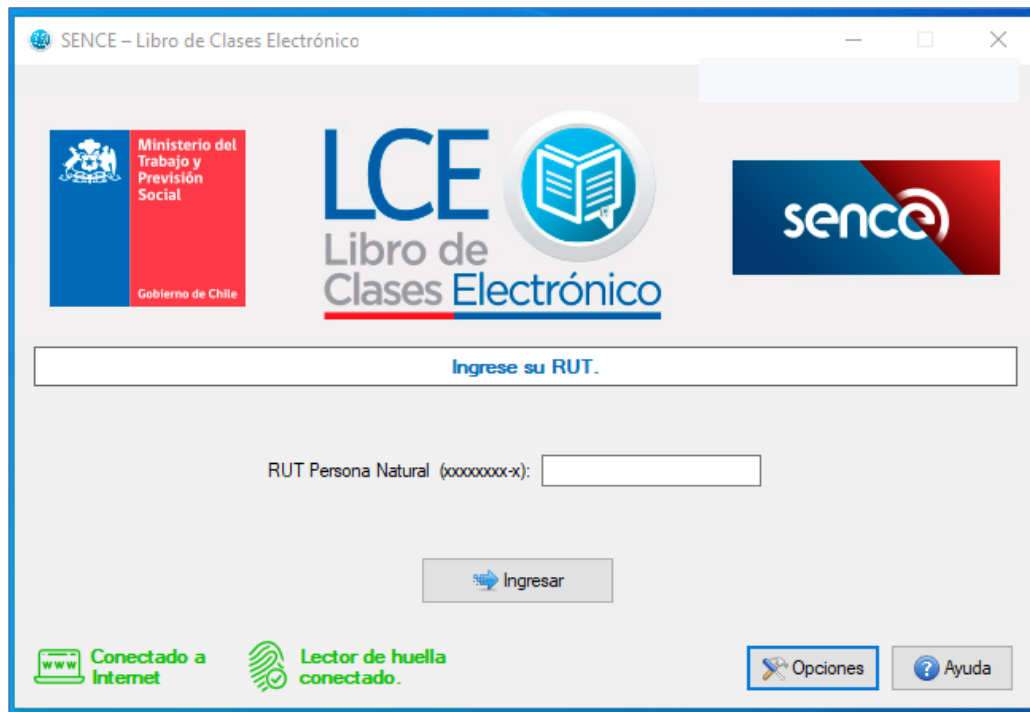 SENCE – Libro de Clases Electrónico
Ministerio del
Trabajo y
Previsión
Social
Gobierno de Chile
LCE
Libro de
Clases Electrónico
sence
Ingrese su RUT.
RUT Persona Natural (xxxxxxxx-x):
Ingresar
www
Conectado a
Internet
Lector de huella
conectado.
Opciones
? Ayuda